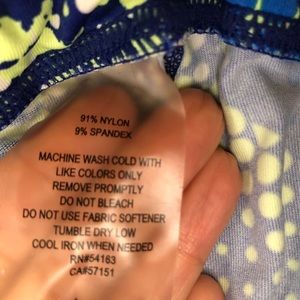 91% NYLON
9% SPANDEX
MACHINE WASH COLD WITH
LIKE COLORS ONLY
REMOVE PROMPTLY
DO NOT BLEACH
DO NOT USE FABRIC SOFTENER
TUMBLE DRY LOW
COOL IRON WHEN NEEDED
RN#54163
CA#57151